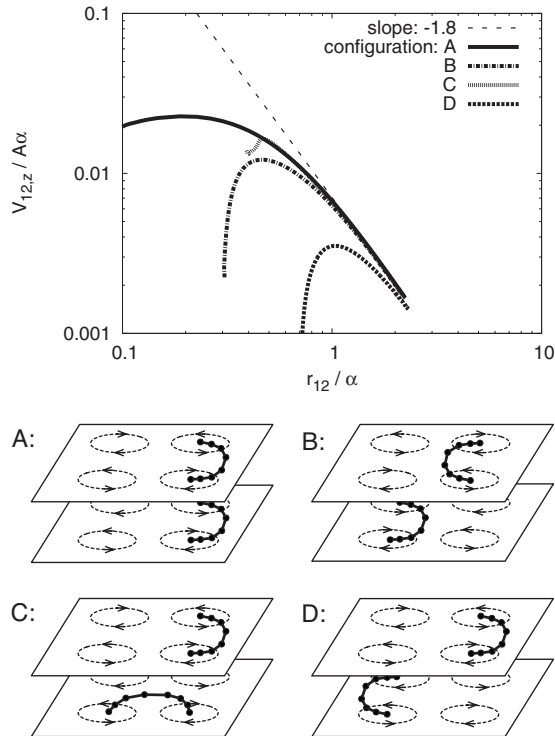 slope: -1.8
configuration: A
B
C
D
0.1
0.01
0.001
V12,z / Aα
0.1
1
10
r12 / α
A:
B:
C:
D: